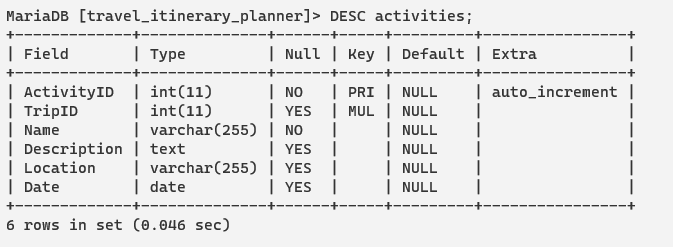 MariaDB [travel_itinerary_planner]> DESC activities;
+-------------+--------------+------+-----+---------+----------------+
| Field       | Type         | Null | Key | Default | Extra          |
+-------------+--------------+------+-----+---------+----------------+
| ActivityID  | int(11)      | NO   | PRI | NULL    | auto_increment |
| TripID      | int(11)      | YES  | MUL | NULL    |                |
| Name        | varchar(255) | NO   |     | NULL    |                |
| Description | text         | YES  |     | NULL    |                |
| Location    | varchar(255) | YES  |     | NULL    |                |
| Date        | date         | YES  |     | NULL    |                |
+-------------+--------------+------+-----+---------+----------------+
6 rows in set (0.046 sec)